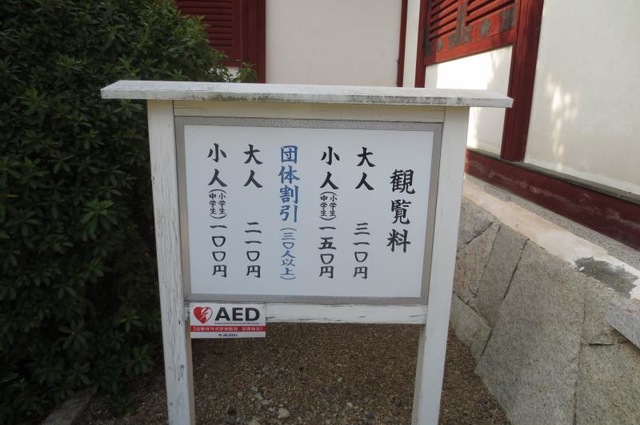 観覧料
大人 三一〇円
小人（小学生 中学生）一五〇円
団体割引（三〇人以上）
大人 二一〇円
小人（小学生 中学生）一〇〇円
AED